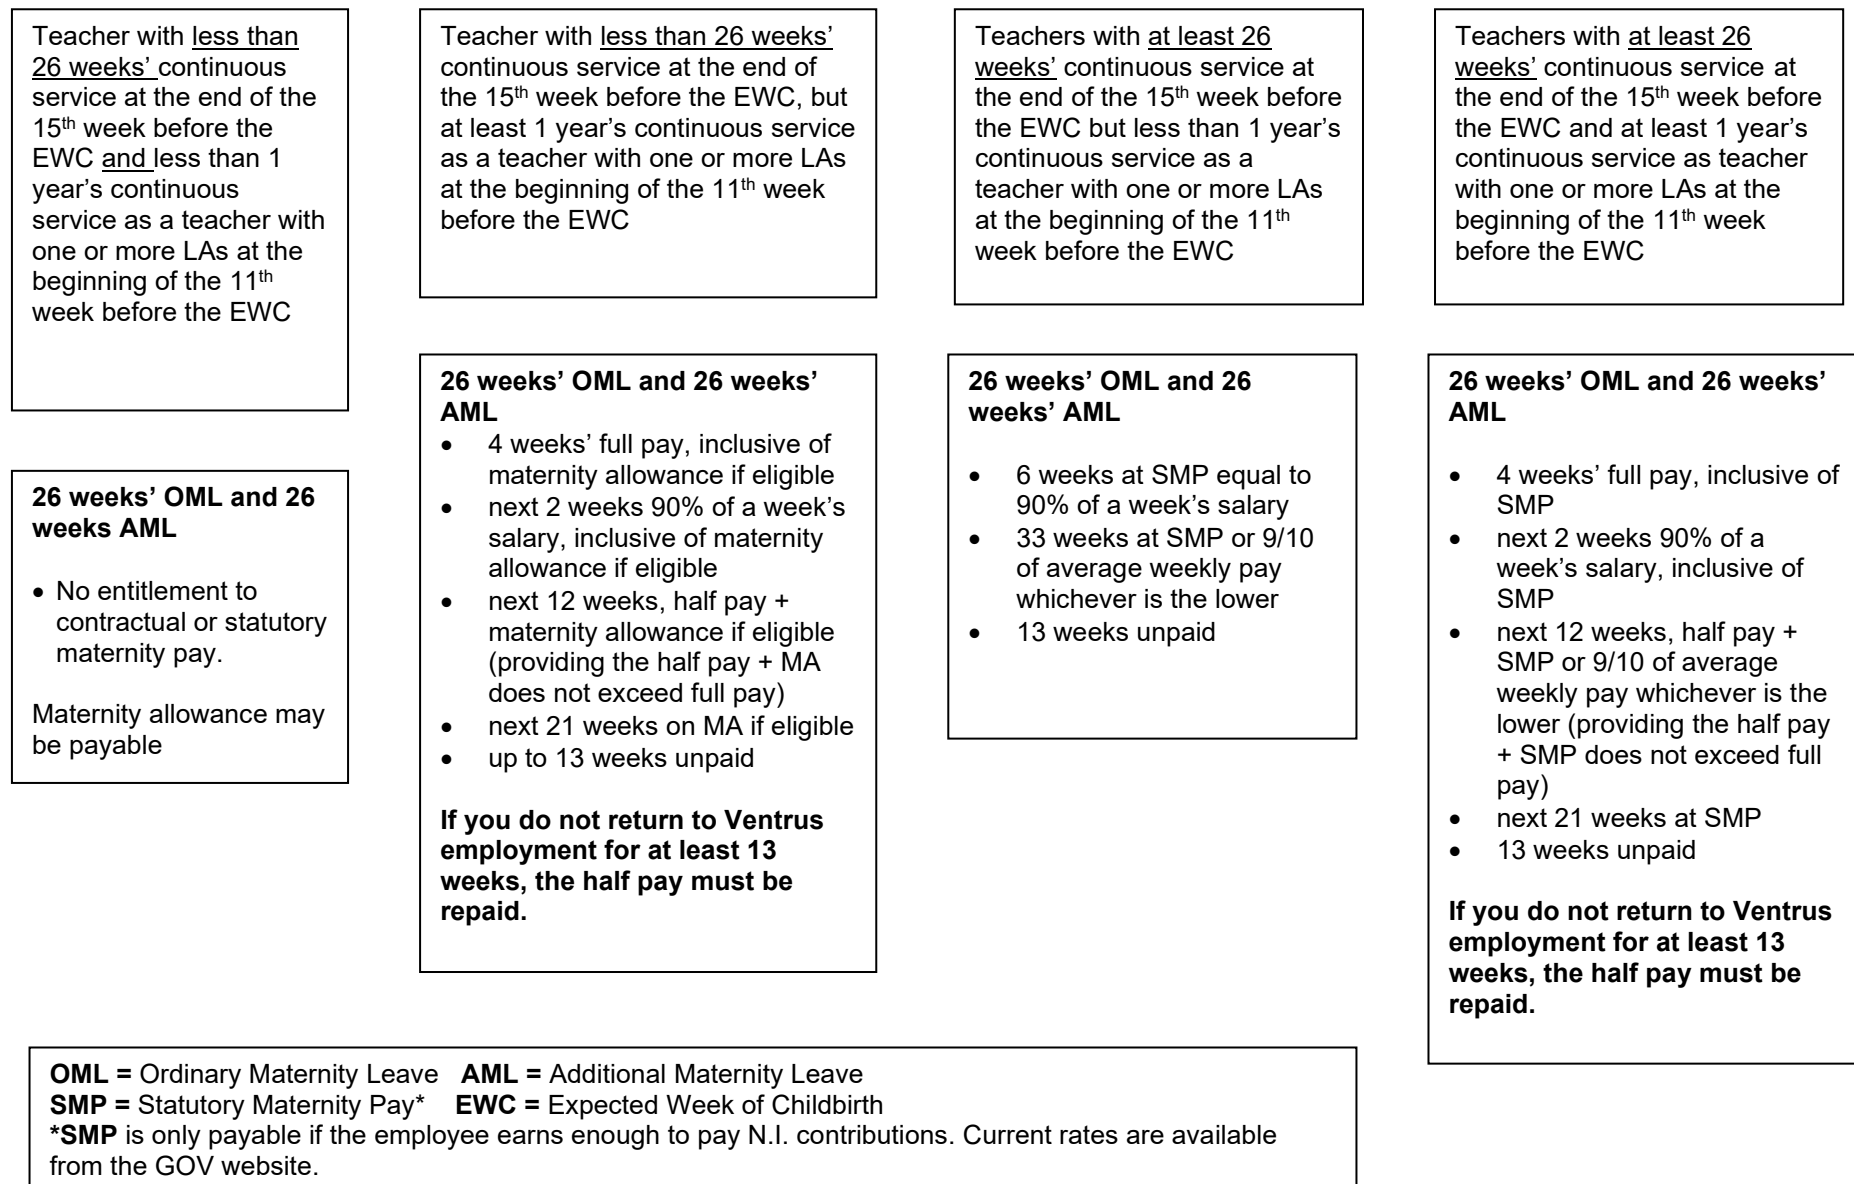 Teacher with less than
26 weeks’ continuous
service at the end of the
15th week before the
EWC and less than 1
year’s continuous
service as a teacher with
one or more LAs at the
beginning of the 11th
week before the EWC
Teacher with less than 26 weeks’
continuous service at the end of
the 15th week before the EWC, but
at least 1 year’s continuous service
as a teacher with one or more LAs
at the beginning of the 11th week
before the EWC
Teachers with at least 26
weeks’ continuous service at
the end of the 15th week before
the EWC but less than 1 year’s
continuous service as a
teacher with one or more LAs
at the beginning of the 11th
week before the EWC
Teachers with at least 26
weeks’ continuous service at
the end of the 15th week before
the EWC and at least 1 year’s
continuous service as teacher
with one or more LAs at the
beginning of the 11th week
before the EWC
26 weeks’ OML and 26
weeks AML
• No entitlement to
contractual or statutory
maternity pay.
Maternity allowance may
be payable
26 weeks’ OML and 26 weeks’
AML
• 4 weeks’ full pay, inclusive of
maternity allowance if eligible
• next 2 weeks 90% of a week’s
salary, inclusive of maternity
allowance if eligible
• next 12 weeks, half pay +
maternity allowance if eligible
(providing the half pay + MA
does not exceed full pay)
• next 21 weeks on MA if eligible
• up to 13 weeks unpaid
If you do not return to Ventrus
employment for at least 13
weeks, the half pay must be
repaid.
26 weeks’ OML and 26
weeks’ AML
• 6 weeks at SMP equal to
90% of a week’s salary
• 33 weeks at SMP or 9/10
of average weekly pay
whichever is the lower
• 13 weeks unpaid
26 weeks’ OML and 26 weeks’
AML
• 4 weeks’ full pay, inclusive of
SMP
• next 2 weeks 90% of a
week’s salary, inclusive of
SMP
• next 12 weeks, half pay +
SMP or 9/10 of average
weekly pay whichever is the
lower (providing the half pay
+ SMP does not exceed full
pay)
• next 21 weeks at SMP
• 13 weeks unpaid
If you do not return to Ventrus
employment for at least 13
weeks, the half pay must be
repaid.
OML = Ordinary Maternity Leave AML = Additional Maternity Leave
SMP = Statutory Maternity Pay* EWC = Expected Week of Childbirth
*SMP is only payable if the employee earns enough to pay N.I. contributions. Current rates are available
from the GOV website.